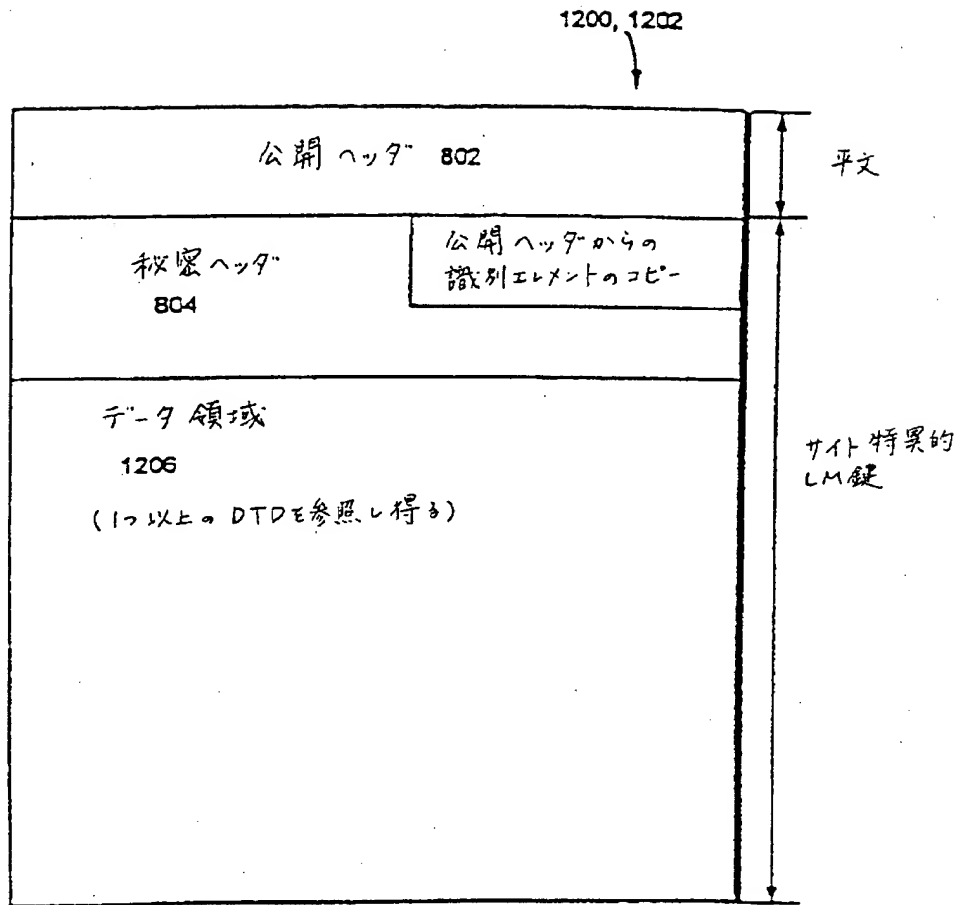 1200, 1202
公開ヘッダ 802
平文
秘密ヘッダ
804
公開ヘッダからの
識別エレメントのコピー
データ領域
1206
(1つ以上のDTDを参照し得る)
サイト特異的
LM鍵